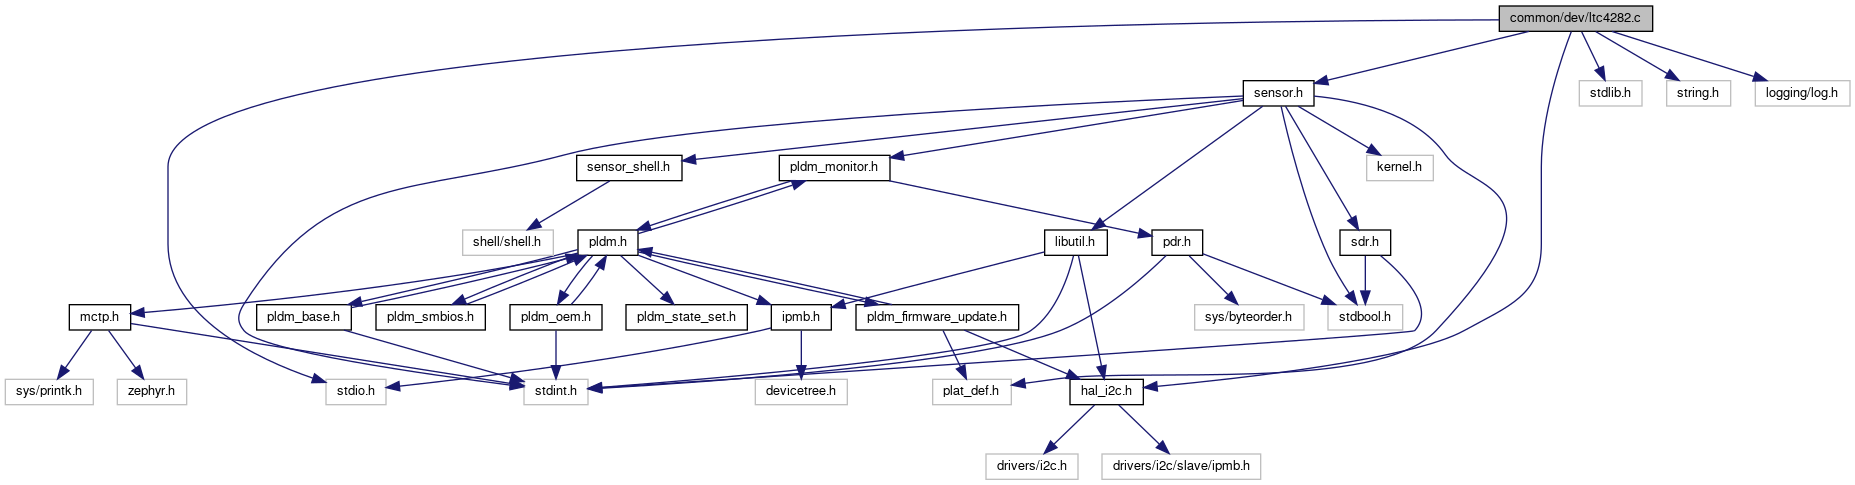 common/dev/ltc4282.c
sensor.h
stdlib.h
string.h
logging/log.h
sensor_shell.h
pldm_monitor.h
kernel.h
shell/shell.h
pldm.h
libutil.h
pdr.h
sdr.h
mctp.h
pldm_base.h
pldm_smbios.h
pldm_oem.h
pldm_state_set.h
ipmb.h
pldm_firmware_update.h
sys/byteorder.h
stdbool.h
sys/printk.h
zephyr.h
stdio.h
stdint.h
devicetree.h
plat_def.h
hal_i2c.h
drivers/i2c.h
drivers/i2c/slave/ipmb.h